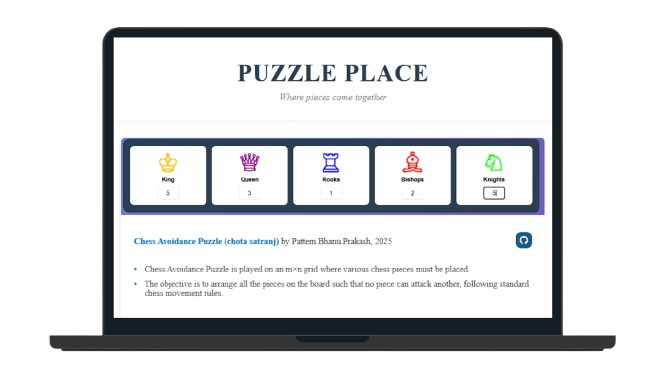 PUZZLE PLACE
Where pieces come together
King
Queen
Rooks
Bishops
Knights
5
3
1
2
5
Chess Avoidance Puzzle (chota satranj) by Pattem Bhanu Prakash, 2025
• Chess Avoidance Puzzle is played on an m×n grid where various chess pieces must be placed.
• The objective is to arrange all the pieces on the board such that no piece can attack another, following standard
chess movement rules.